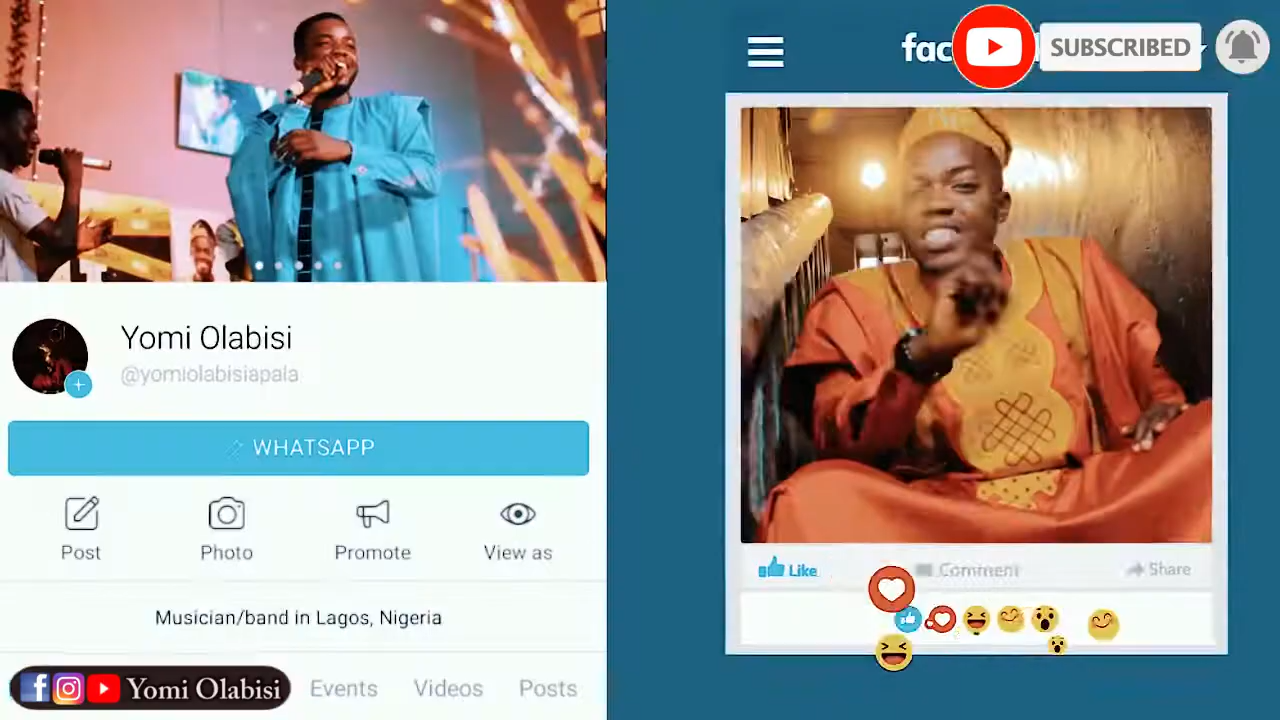 Yomi Olabisi
@yomiolabisiapala
WHATSAPP
Post
Photo
Promote
View as
Musician/band in Lagos, Nigeria
Yomi Olabisi
Events
Videos
Posts
fac
SUBSCRIBED
Like
Comment
Share